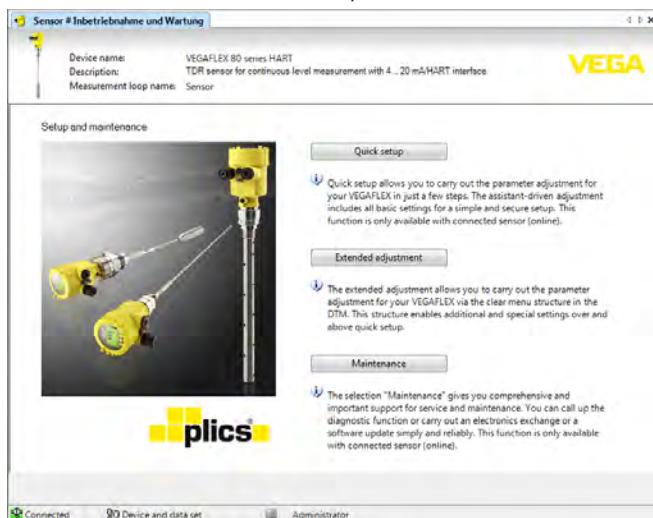 Sensor # Inbetriebnahme und Wartung
Device name: VEGAFLEX 80 series HART
Description: TDR sensor for continuous level measurement with 4 .. 20 mA/HART interface
Measurement loop name: Sensor
VEGA
Setup and maintenance
Quick setup
Quick setup allows you to carry out the parameter adjustment for
your VEGAFLEX in just a few steps. The assistant-driven adjustment
includes all basic settings for a simple and secure setup. This
function is only available with connected sensor (online).
Extended adjustment
The extended adjustment allows you to carry out the parameter
adjustment for your VEGAFLEX via the clear menu structure in the
DTM. This structure enables additional and special settings over and
above quick setup.
Maintenance
The selection "Maintenance" gives you comprehensive and
important support for service and maintenance. You can call up the
diagnostic function or carry out an electronics exchange or a
software update simply and reliably. This function is only available
with connected sensor (online).
plics®
Connected Device and data set Administrator